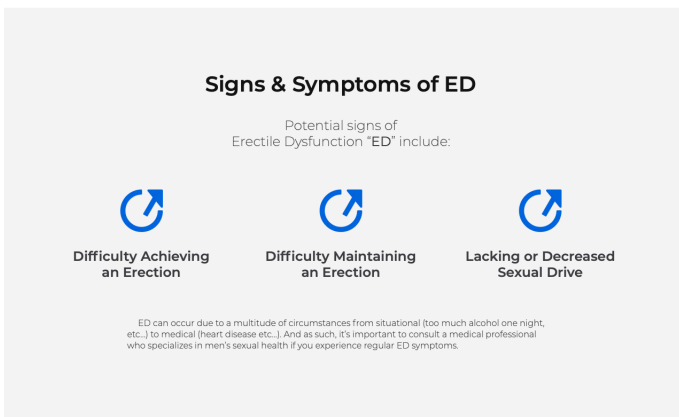 Signs & Symptoms of ED
Potential signs of
Erectile Dysfunction “ED” include:
Difficulty Achieving
an Erection
Difficulty Maintaining
an Erection
Lacking or Decreased
Sexual Drive
ED can occur due to a multitude of circumstances from situational (too much alcohol one night,
etc...) to medical (heart disease etc...). And as such, it’s important to consult a medical professional
who specializes in men’s sexual health if you experience regular ED symptoms.